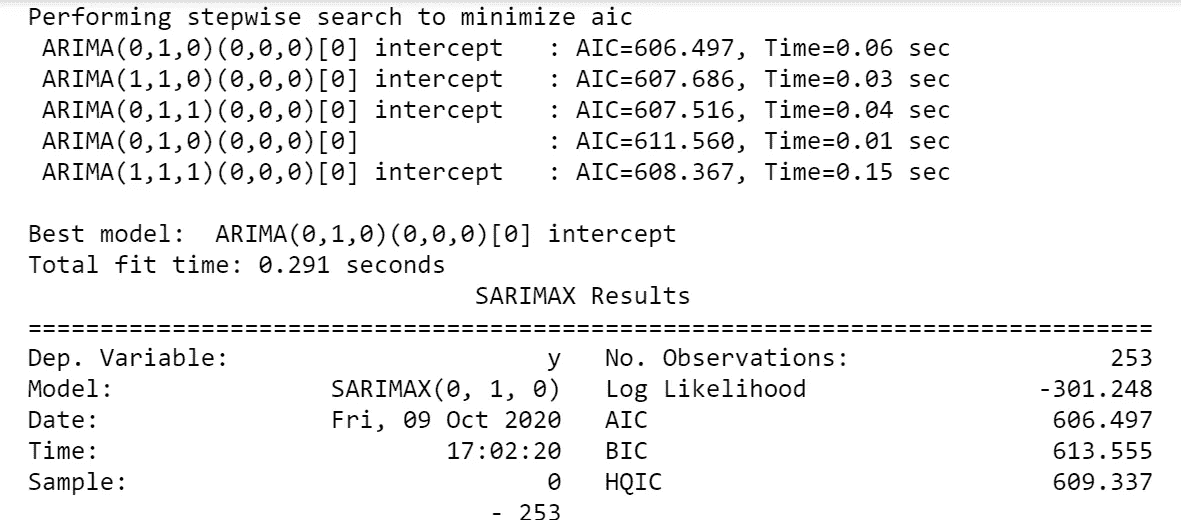 Performing stepwise search to minimize aic
ARIMA(0,1,0)(0,0,0)[0] intercept   : AIC=606.497, Time=0.06 sec
ARIMA(1,1,0)(0,0,0)[0] intercept   : AIC=607.686, Time=0.03 sec
ARIMA(0,1,1)(0,0,0)[0] intercept   : AIC=607.516, Time=0.04 sec
ARIMA(0,1,0)(0,0,0)[0]             : AIC=611.560, Time=0.01 sec
ARIMA(1,1,1)(0,0,0)[0] intercept   : AIC=608.367, Time=0.15 sec
Best model:  ARIMA(0,1,0)(0,0,0)[0] intercept
Total fit time: 0.291 seconds
SARIMAX Results
==============================================================================
Dep. Variable:                      y   No. Observations:                  253
Model:               SARIMAX(0, 1, 0)   Log Likelihood                -301.248
Date:                Fri, 09 Oct 2020   AIC                            606.497
Time:                        17:02:20   BIC                            613.555
Sample:                             0   HQIC                           609.337
- 253